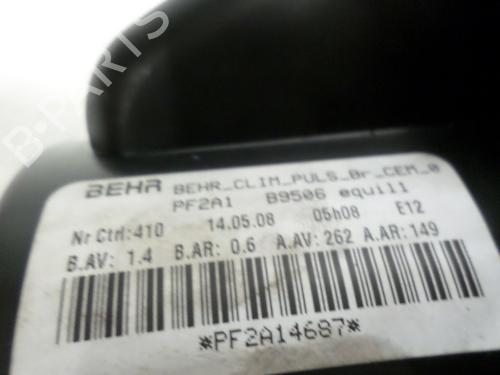 B-PARTS
BEHR BEHR_CLIM_PULS_Br_CEM_0
PF2A1 B9506 equill
Nr Ctrl:410 14.05.08 05h08 E12
B.AV: 1.4 B.AR: 0.6 A.AV: 262 A.AR: 149
*PF2A14687*